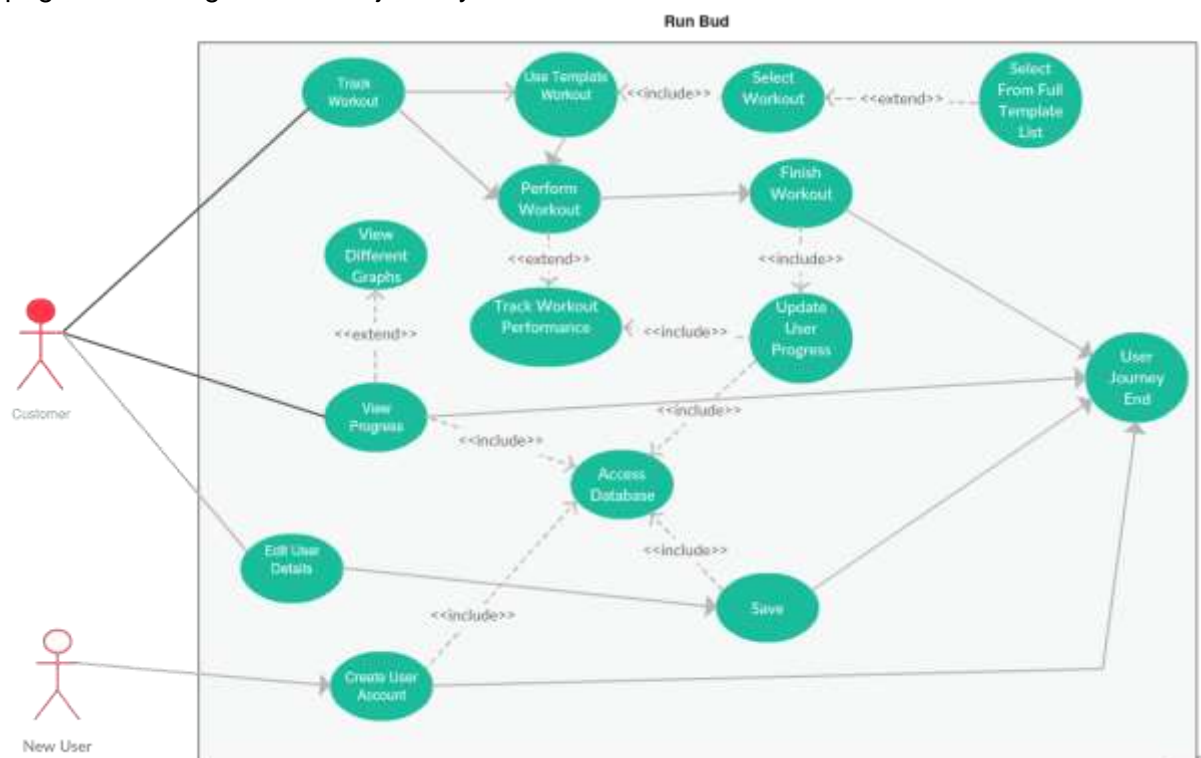 Run Bud
Track
Workout
Use Template
Workout
<<include>>
Select
Workout
<<extend>>
Select
From Full
Template
List
Perform
Workout
Finish
Workout
View
Different
Graphs
<<extend>>
<<include>>
<<extend>>
Track Workout
Performance
<<include>>
Update
User
Progress
User
Journey
End
Customer
View
Progress
<<include>>
<<include>>
Access
Database
Edit User
Details
<<include>>
Save
<<include>>
Create User
Account
New User